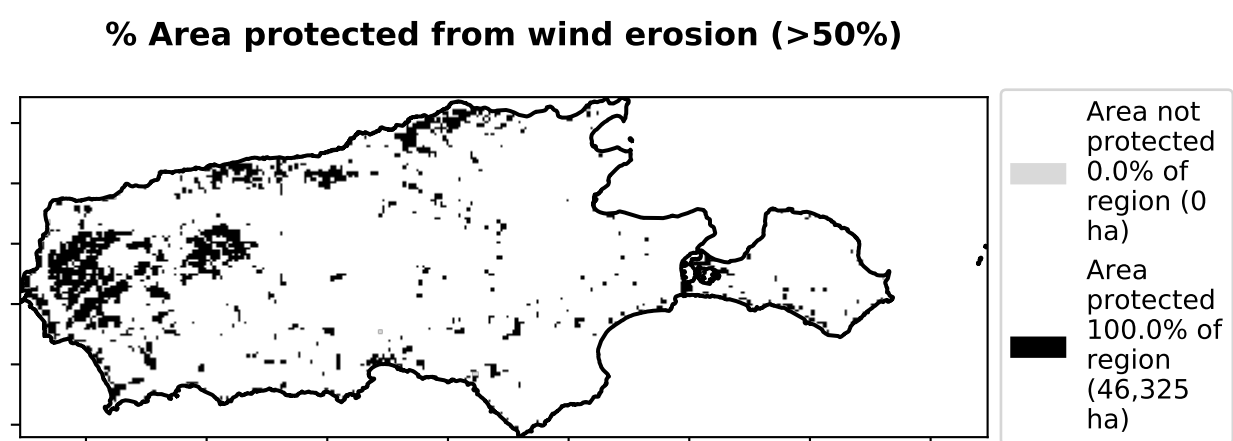 % Area protected from wind erosion (>50%)
Area not
protected
0.0% of
region (0
ha)
Area
protected
100.0% of
region
(46,325
ha)